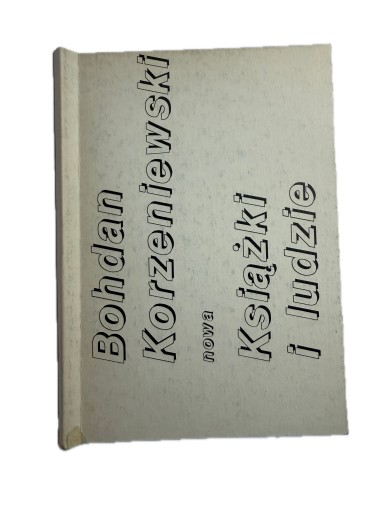 Bohdan
Korzeniewski
nowa
Książki
i ludzie